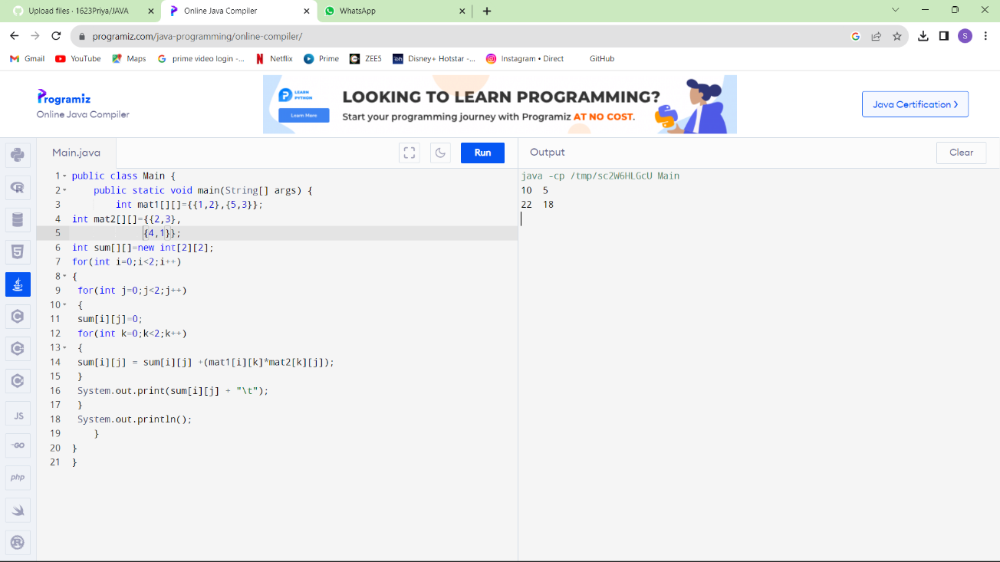 Upload files · 1623Priya/JAVA
Online Java Compiler
WhatsApp
programiz.com/java-programming/online-compiler/
S
Gmail
YouTube
Maps
prime video login -...
Netflix
Prime
ZEE5
Disney+ Hotstar -...
Instagram • Direct
GitHub
Programiz
Online Java Compiler
LEARN PYTHON
Learn More
LOOKING TO LEARN PROGRAMMING?
Start your programming journey with Programiz AT NO COST.
Java Certification
Main.java
Run
Output
Clear
1 public class Main {
2     public static void main(String[] args) {
3         int mat1[][]={{1,2},{5,3}};
4 int mat2[][]={{2,3},
5              {4,1}};
6 int sum[][]=new int[2][2];
7 for(int i=0;i<2;i++)
8 {
9  for(int j=0;j<2;j++)
10  {
11  sum[i][j]=0;
12  for(int k=0;k<2;k++)
13  {
14  sum[i][j] = sum[i][j] +(mat1[i][k]*mat2[k][j]);
15  }
16  System.out.print(sum[i][j] + "\t");
17  }
18  System.out.println();
19     }
20 }
21 }
java -cp /tmp/sc2W6HLGcU Main
10  5
22  18
R
5
C
C
C
JS
GO
php
R